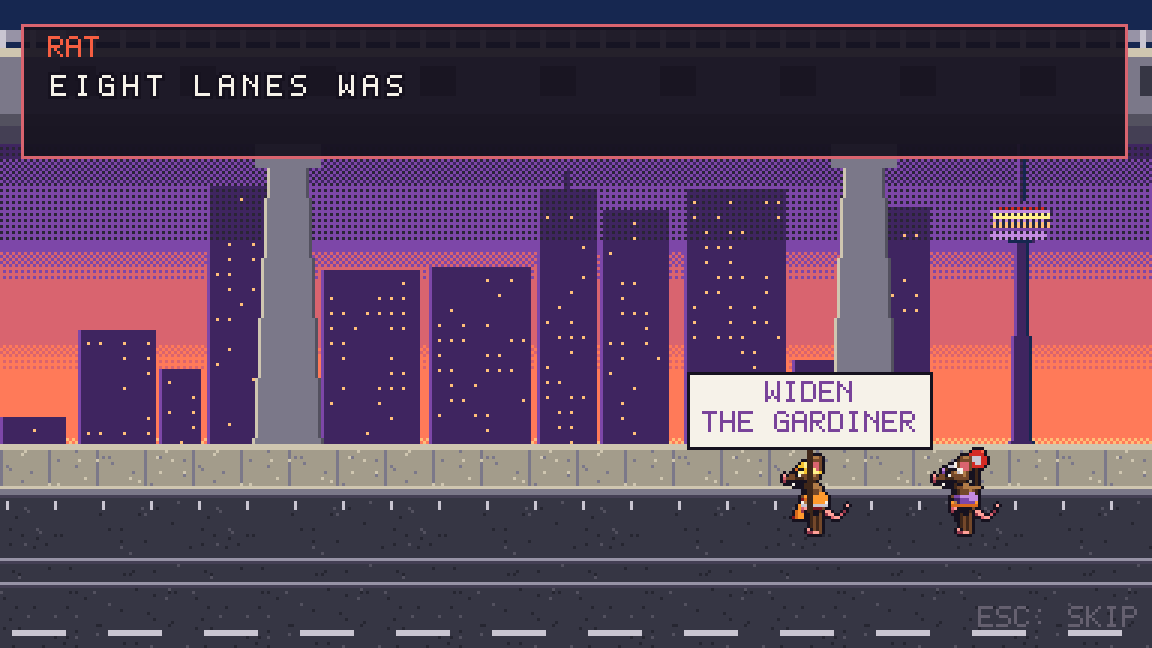 RAT
EIGHT LANES WAS
WIDEN
THE GARDINER
ESC: SKIP